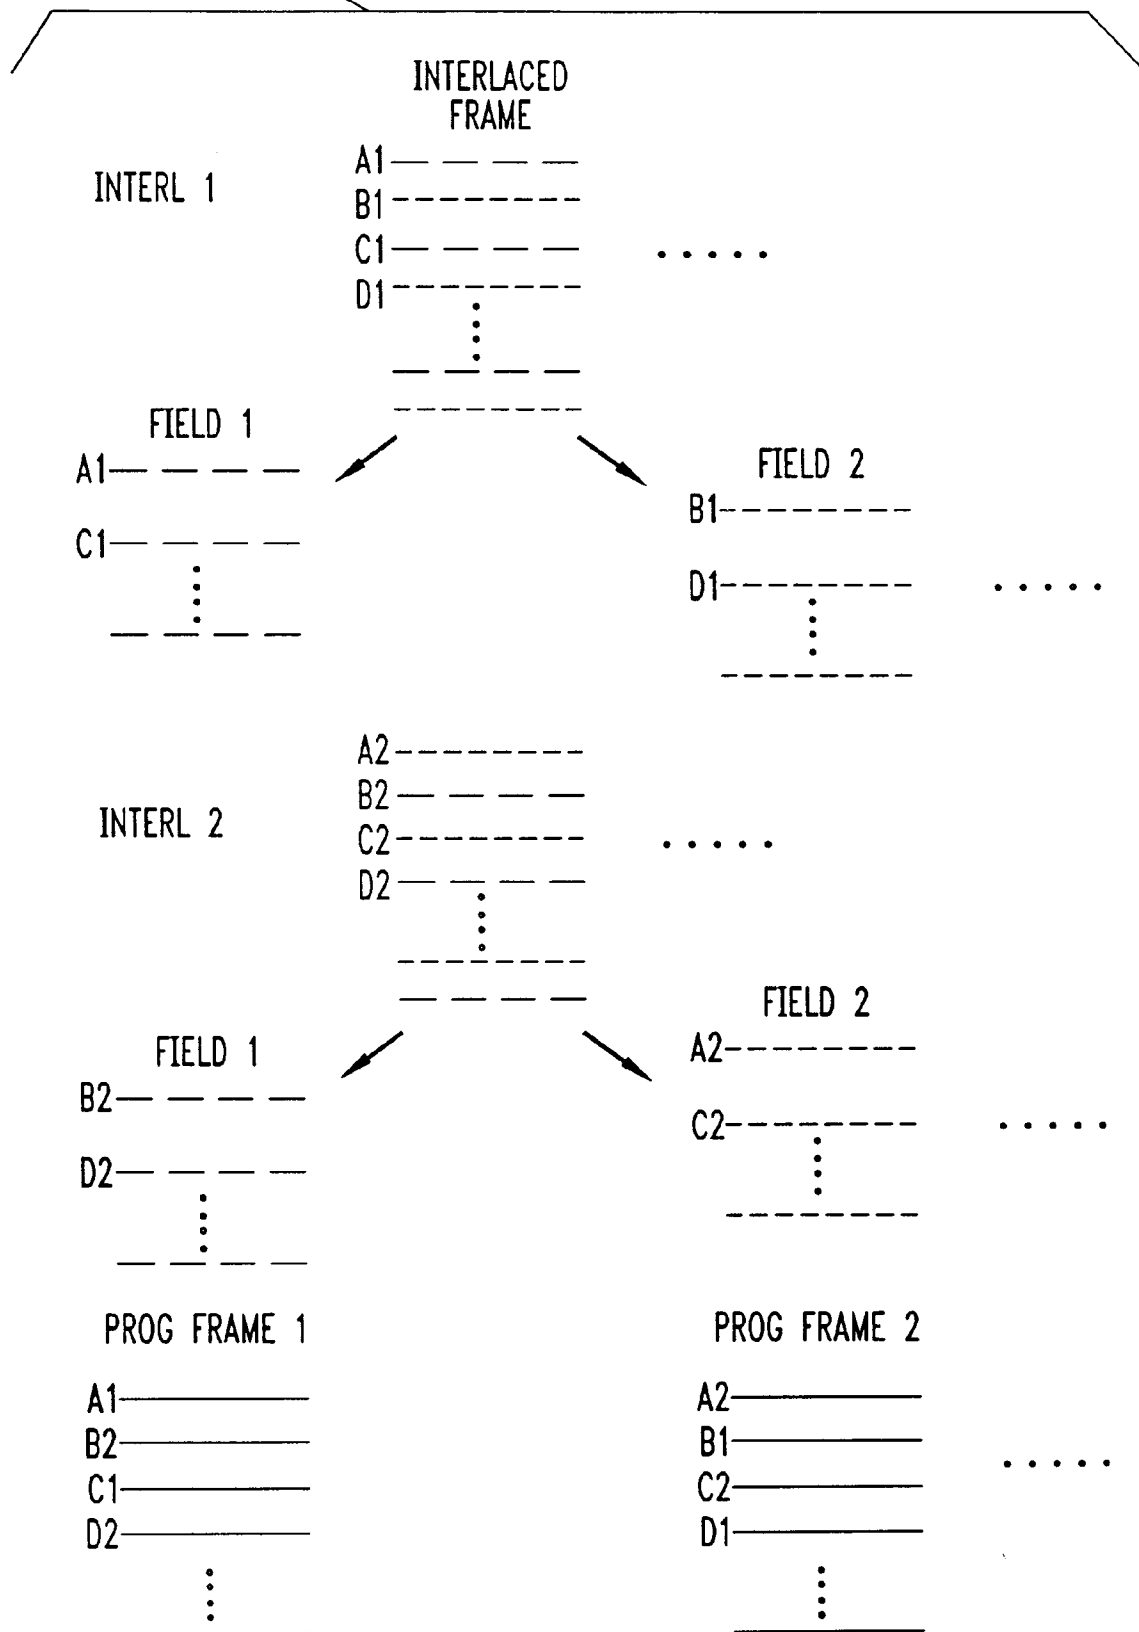 INTERLACED
FRAME
INTERL 1
A1
B1
C1
D1
FIELD 1
A1
C1
FIELD 2
B1
D1
INTERL 2
A2
B2
C2
D2
FIELD 1
B2
D2
FIELD 2
A2
C2
PROG FRAME 1
A1
B2
C1
D2
PROG FRAME 2
A2
B1
C2
D1